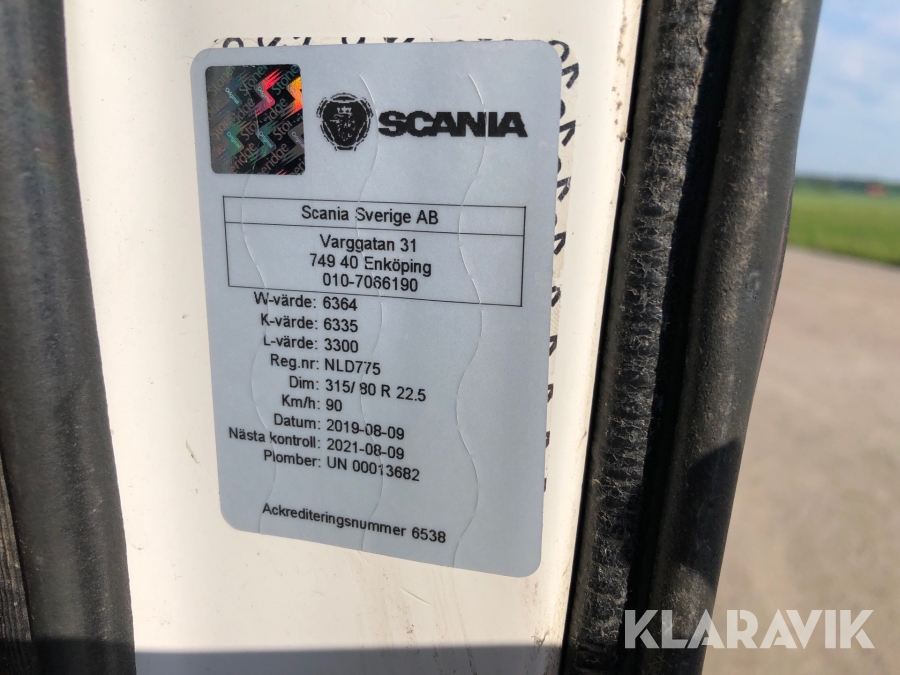 SCANIA
Scania Sverige AB
Varggatan 31
749 40 Enköping
010-7066190
W-värde: 6364
K-värde: 6335
L-värde: 3300
Reg.nr: NLD775
Dim: 315/ 80 R 22.5
Km/h: 90
Datum: 2019-08-09
Nästa kontroll: 2021-08-09
Plomber: UN 00013682
Ackrediteringsnummer 6538
KLARAVIK